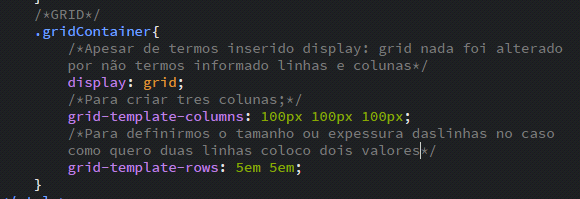 }
/*GRID*/
.gridContainer{
/*Apesar de termos inserido display: grid nada foi alterado
por não termos informado linhas e colunas*/
display: grid;
/*Para criar tres colunas;*/
grid-template-columns: 100px 100px 100px;
/*Para definirmos o tamanho ou expessura daslinhas no caso
como quero duas linhas coloco dois valores*/
grid-template-rows: 5em 5em;
}